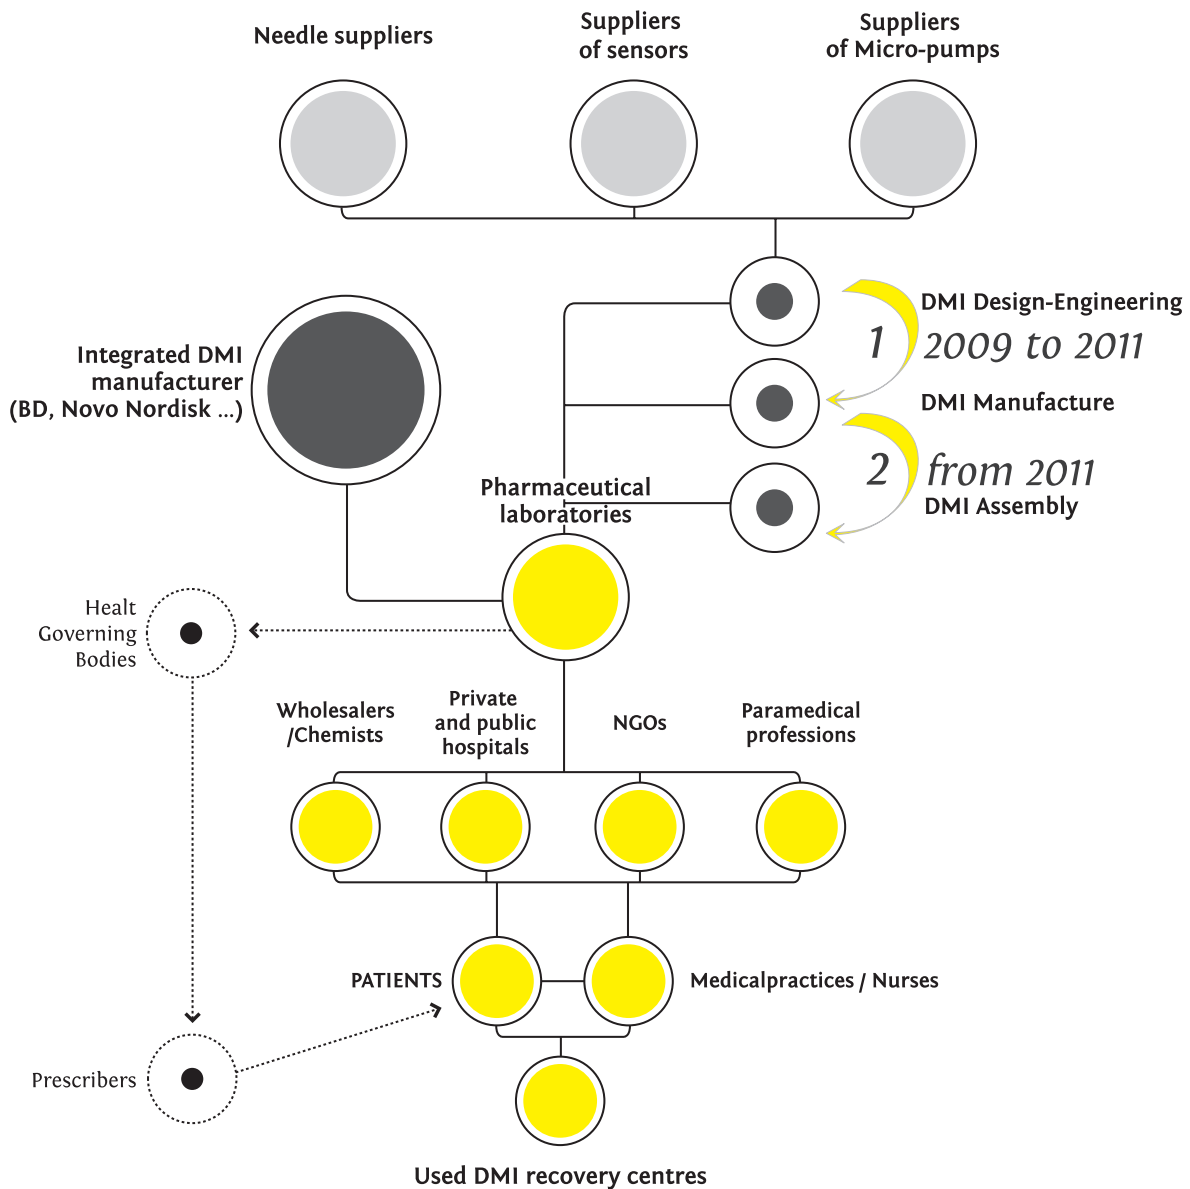 Needle suppliers
Suppliers
of sensors
Suppliers
of Micro-pumps
Integrated DMI
manufacturer
(BD, Novo Nordisk ...)
DMI Design-Engineering
1 2009 to 2011
DMI Manufacture
2 from 2011
DMI Assembly
Pharmaceutical
laboratories
Healt
Governing
Bodies
Wholesalers
/Chemists
Private
and public
hospitals
NGOs
Paramedical
professions
PATIENTS
Medicalpractices / Nurses
Prescribers
Used DMI recovery centres